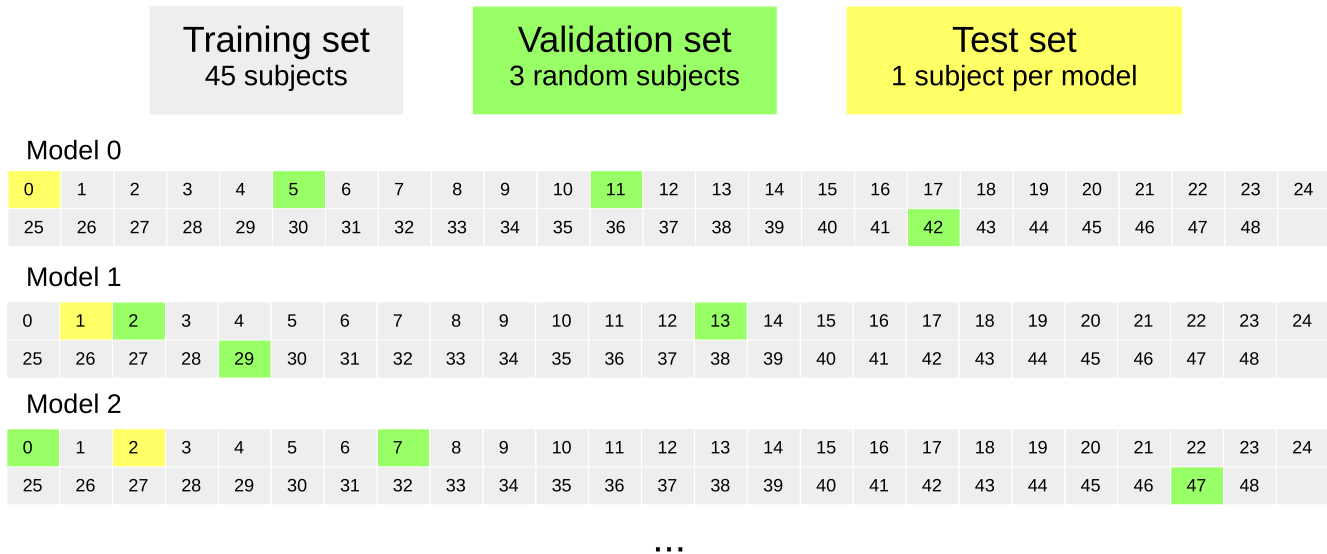 Training set
45 subjects
Validation set
3 random subjects
Test set
1 subject per model
Model 0
0 1 2 3 4 5 6 7 8 9 10 11 12 13 14 15 16 17 18 19 20 21 22 23 24
25 26 27 28 29 30 31 32 33 34 35 36 37 38 39 40 41 42 43 44 45 46 47 48
Model 1
0 1 2 3 4 5 6 7 8 9 10 11 12 13 14 15 16 17 18 19 20 21 22 23 24
25 26 27 28 29 30 31 32 33 34 35 36 37 38 39 40 41 42 43 44 45 46 47 48
Model 2
0 1 2 3 4 5 6 7 8 9 10 11 12 13 14 15 16 17 18 19 20 21 22 23 24
25 26 27 28 29 30 31 32 33 34 35 36 37 38 39 40 41 42 43 44 45 46 47 48
...